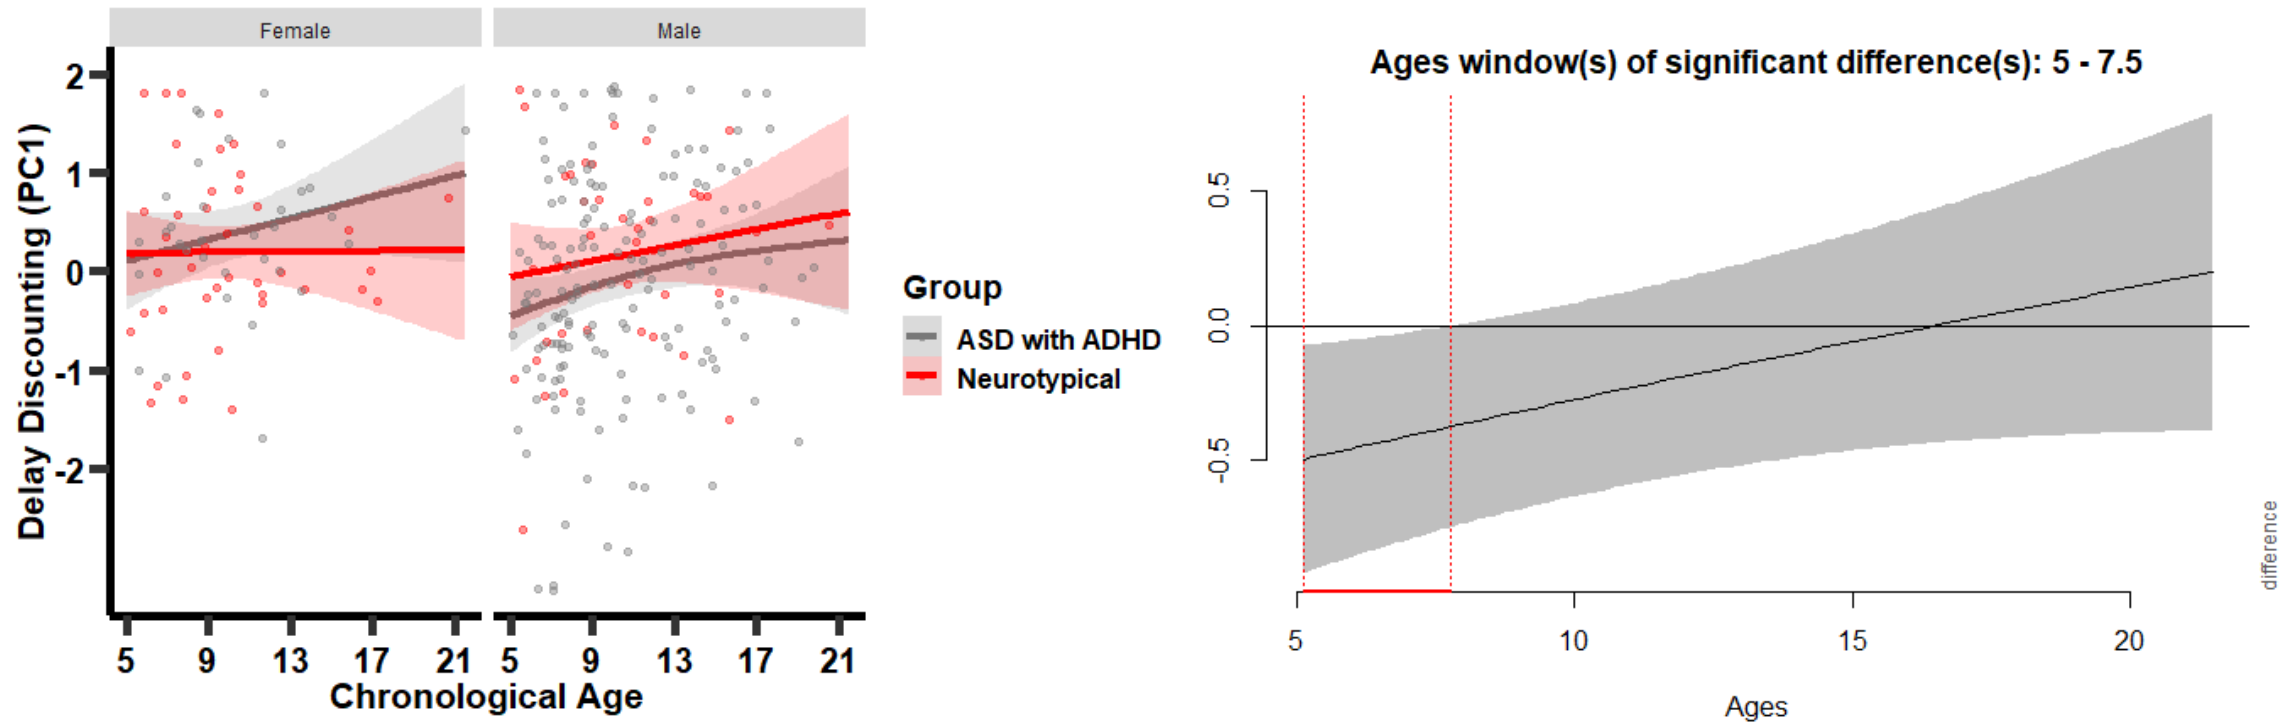 Female
Male
Delay Discounting (PC1)
2
1
0
-1
-2
5 9 13 17 21
5 9 13 17 21
Chronological Age
Group
ASD with ADHD
Neurotypical
Ages window(s) of significant difference(s): 5 - 7.5
0.5
0.0
-0.5
5 10 15 20
Ages
difference